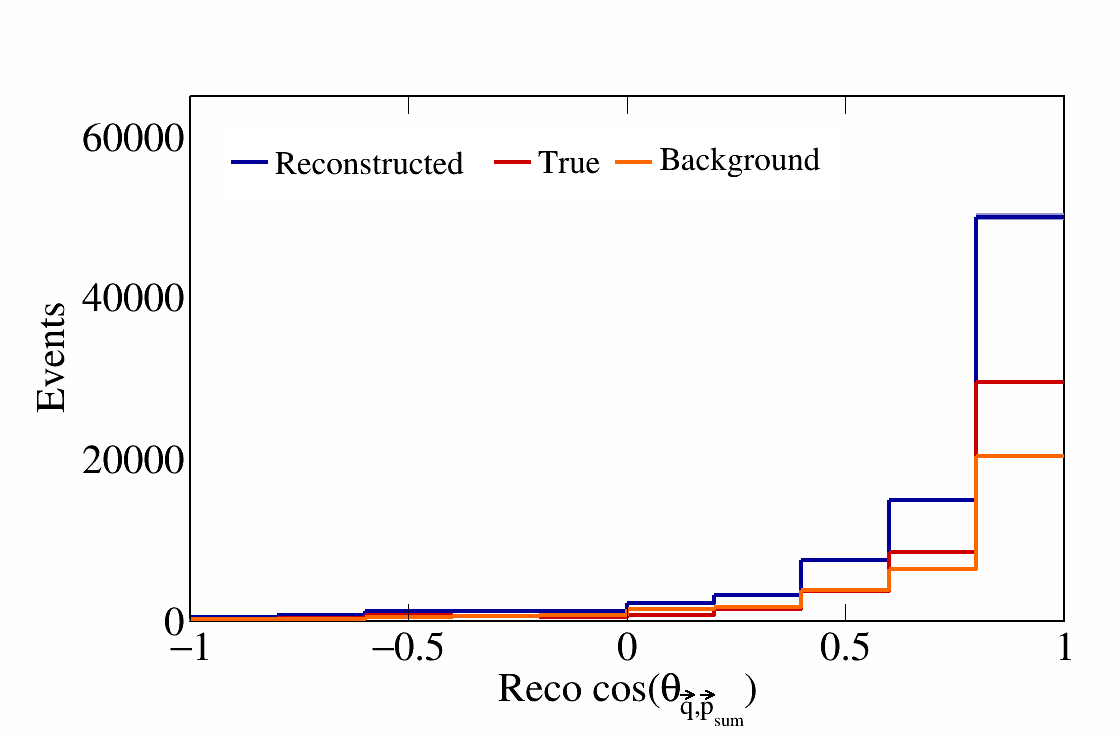 60000
40000
20000
0
Events
Reconstructed True Background
−1 −0.5 0 0.5 1
Reco cos(θq⃗,p⃗sum)